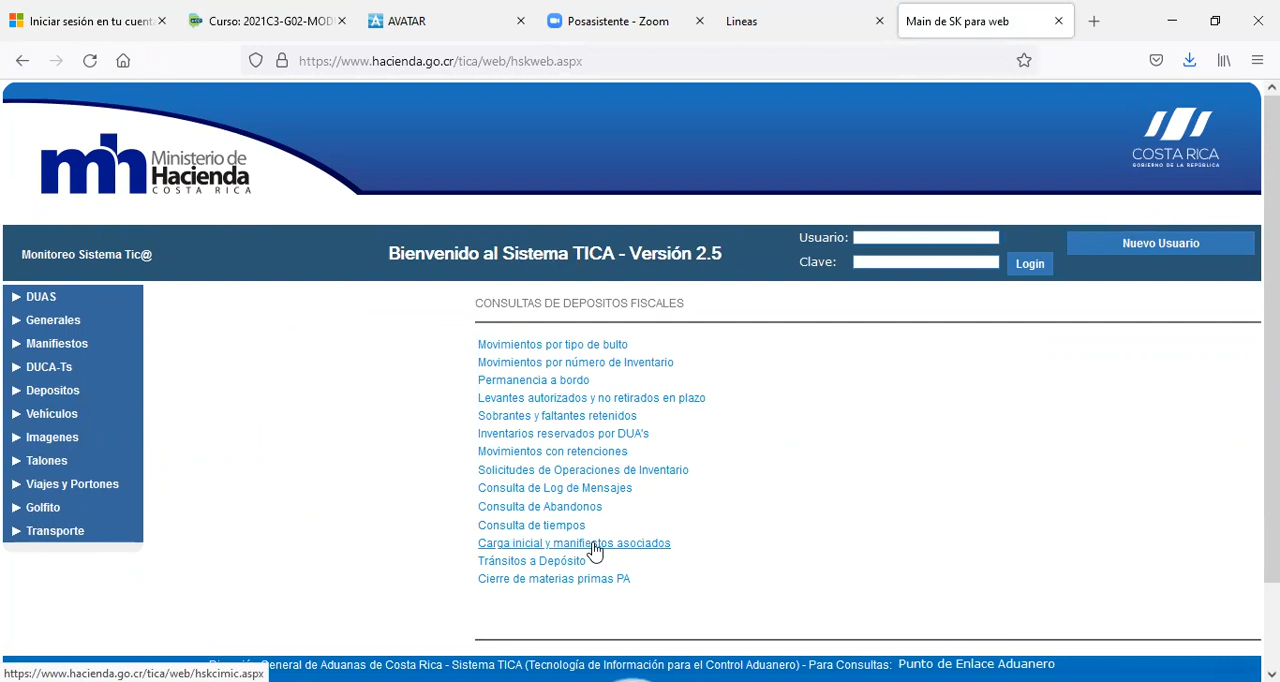 Iniciar sesión en tu cuenta
Curso: 2021C3-G02-MOD
AVATAR
Posasistente - Zoom
Lineas
Main de SK para web
https://www.hacienda.go.cr/tica/web/hskweb.aspx
mh Ministerio de
Hacienda
COSTA RICA
COSTA RICA
GOBIERNO DE LA REPÚBLICA
Monitoreo Sistema Tic@
Bienvenido al Sistema TICA - Versión 2.5
Usuario:
Clave:
Login
Nuevo Usuario
DUAS
Generales
Manifiestos
DUCA-Ts
Depositos
Vehículos
Imagenes
Talones
Viajes y Portones
Golfito
Transporte
CONSULTAS DE DEPOSITOS FISCALES
Movimientos por tipo de bulto
Movimientos por número de Inventario
Permanencia a bordo
Levantes autorizados y no retirados en plazo
Sobrantes y faltantes retenidos
Inventarios reservados por DUA's
Movimientos con retenciones
Solicitudes de Operaciones de Inventario
Consulta de Log de Mensajes
Consulta de Abandonos
Consulta de tiempos
Carga inicial y manifiestos asociados
Tránsitos a Depósito
Cierre de materias primas PA
General de Aduanas de Costa Rica - Sistema TICA (Tecnología de Información para el Control Aduanero) - Para Consultas: Punto de Enlace Aduanero
https://www.hacienda.go.cr/tica/web/hskcimic.aspx